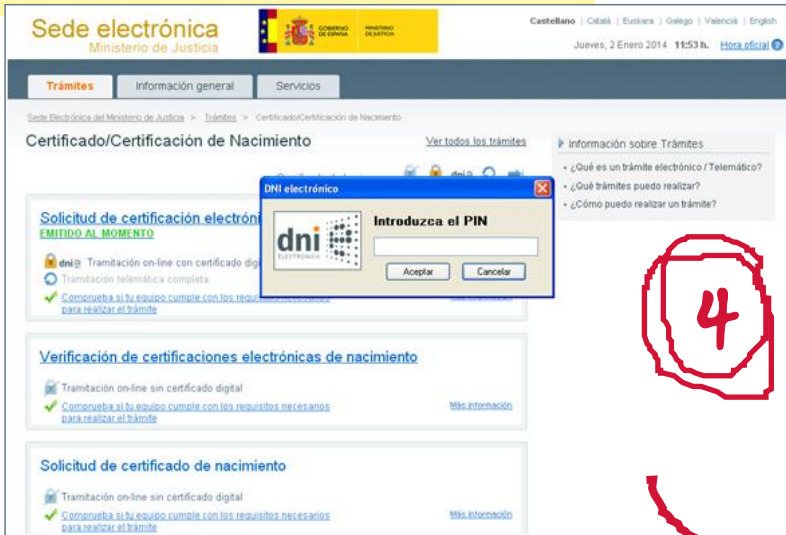 Sede electrónica
Ministerio de Justicia
GOBIERNO DE ESPAÑA
MINISTERIO DE JUSTICIA
Castellano | Català | Euskara | Galego | Valencià | English
Jueves, 2 Enero 2014 11:53 h. Hora oficial
Trámites
Información general
Servicios
Sede Electrónica del Ministerio de Justicia > Trámites > Certificado/Certificación de Nacimiento
Certificado/Certificación de Nacimiento
Ver todos los trámites
Información sobre Trámites
¿Qué es un trámite electrónico / Telemático?
¿Qué trámites puedo realizar?
¿Cómo puedo realizar un trámite?
DNI electrónico
dni
ELECTRÓNICO
Introduzca el PIN
Aceptar
Cancelar
Solicitud de certificación electróni
EMITIDO AL MOMENTO
dni@ Tramitación on-line con certificado dig
Tramitación telemática completa
Comprueba si tu equipo cumple con los requisitos necesarios
para realizar el trámite
Más información
Verificación de certificaciones electrónicas de nacimiento
Tramitación on-line sin certificado digital
Comprueba si tu equipo cumple con los requisitos necesarios
para realizar el trámite
Más información
Solicitud de certificado de nacimiento
Tramitación on-line sin certificado digital
Comprueba si tu equipo cumple con los requisitos necesarios
para realizar el trámite
Más información
4